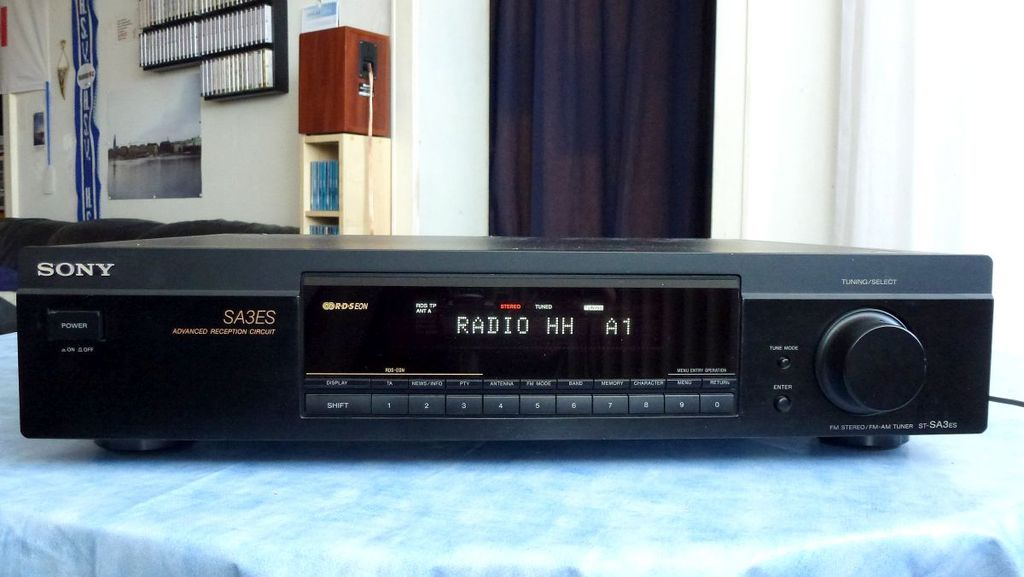 SONY
POWER
ON OFF
SA3ES
ADVANCED RECEPTION CIRCUIT
R·D·S EON
RDS TP
ANT A
STEREO
TUNED
RADIO HH A1
RDS-EON
MENU ENTRY OPERATION
DISPLAY TA NEWS/INFO PTY ANTENNA FM MODE BAND MEMORY CHARACTER MENU RETURN
SHIFT 1 2 3 4 5 6 7 8 9 0
TUNING/SELECT
TUNE MODE
ENTER
FM STEREO/FM-AM TUNER ST-SA3ES